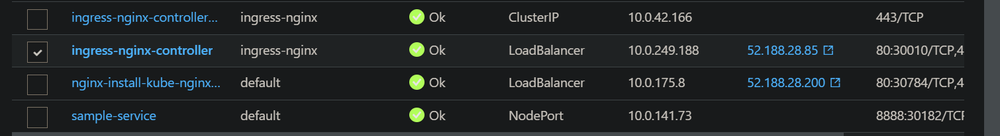 ingress-nginx-controller... ingress-nginx Ok ClusterIP 10.0.42.166 443/TCP
ingress-nginx-controller ingress-nginx Ok LoadBalancer 10.0.249.188 52.188.28.85 80:30010/TCP,4
nginx-install-kube-nginx... default Ok LoadBalancer 10.0.175.8 52.188.28.200 80:30784/TCP,4
sample-service default Ok NodePort 10.0.141.73 8888:30182/TCP